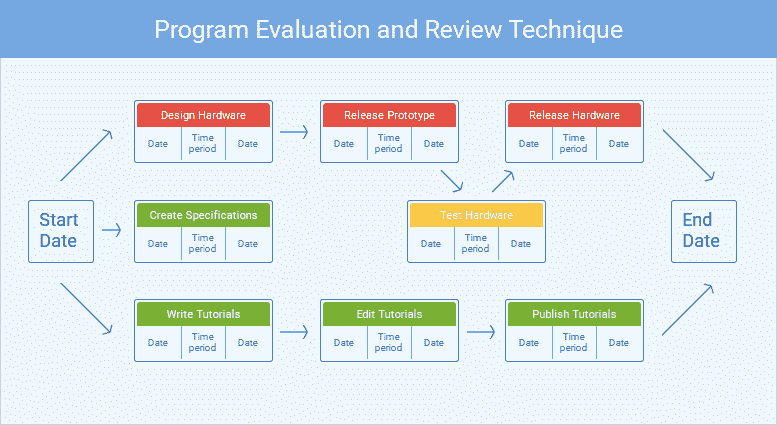 Program Evaluation and Review Technique
Design Hardware
Date
Time
period
Date
Release Prototype
Date
Time
period
Date
Release Hardware
Date
Time
period
Date
Start
Date
Create Specifications
Date
Time
period
Date
Test Hardware
Date
Time
period
Date
End
Date
Write Tutorials
Date
Time
period
Date
Edit Tutorials
Date
Time
period
Date
Publish Tutorials
Date
Time
period
Date